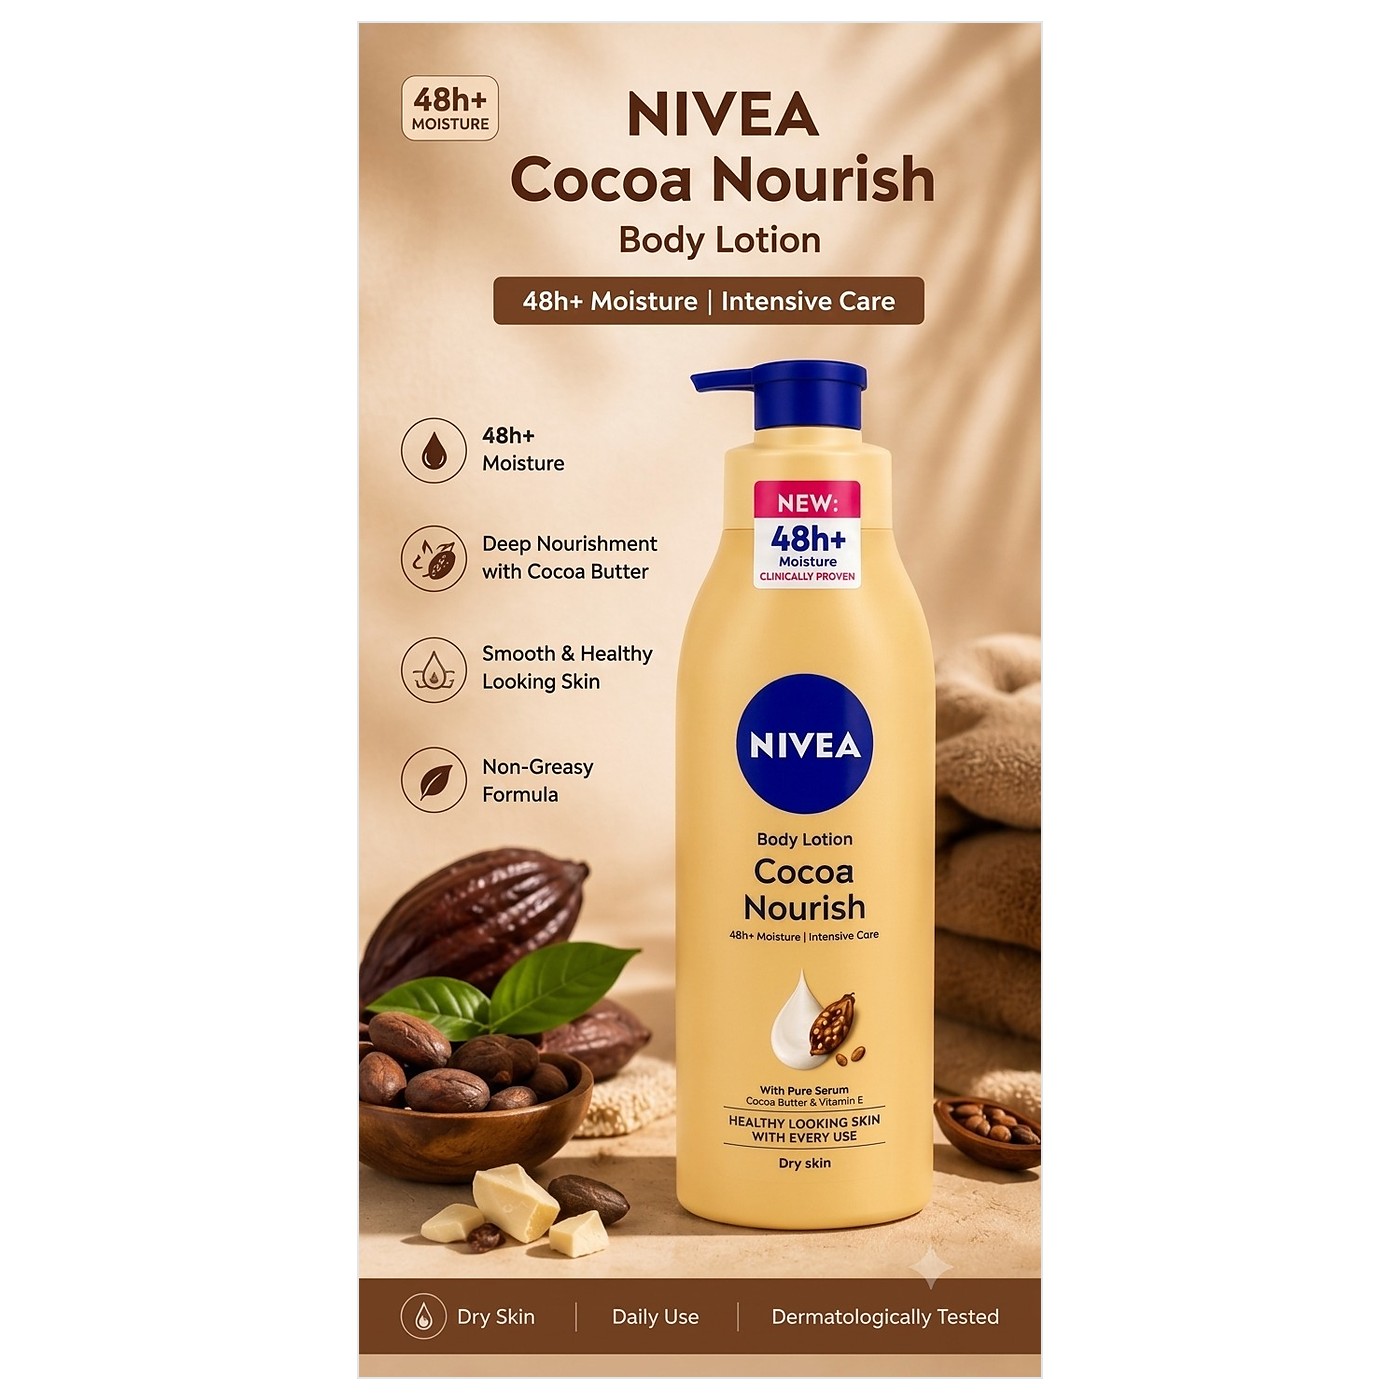 48h+
MOISTURE
NIVEA
Cocoa Nourish
Body Lotion
48h+ Moisture | Intensive Care
48h+
Moisture
Deep Nourishment
with Cocoa Butter
Smooth & Healthy
Looking Skin
Non-Greasy
Formula
NEW:
48h+
Moisture
CLINICALLY PROVEN
NIVEA
Body Lotion
Cocoa
Nourish
48h+ Moisture | Intensive Care
With Pure Serum
Cocoa Butter & Vitamin E
HEALTHY LOOKING SKIN
WITH EVERY USE
Dry skin
Dry Skin | Daily Use | Dermatologically Tested